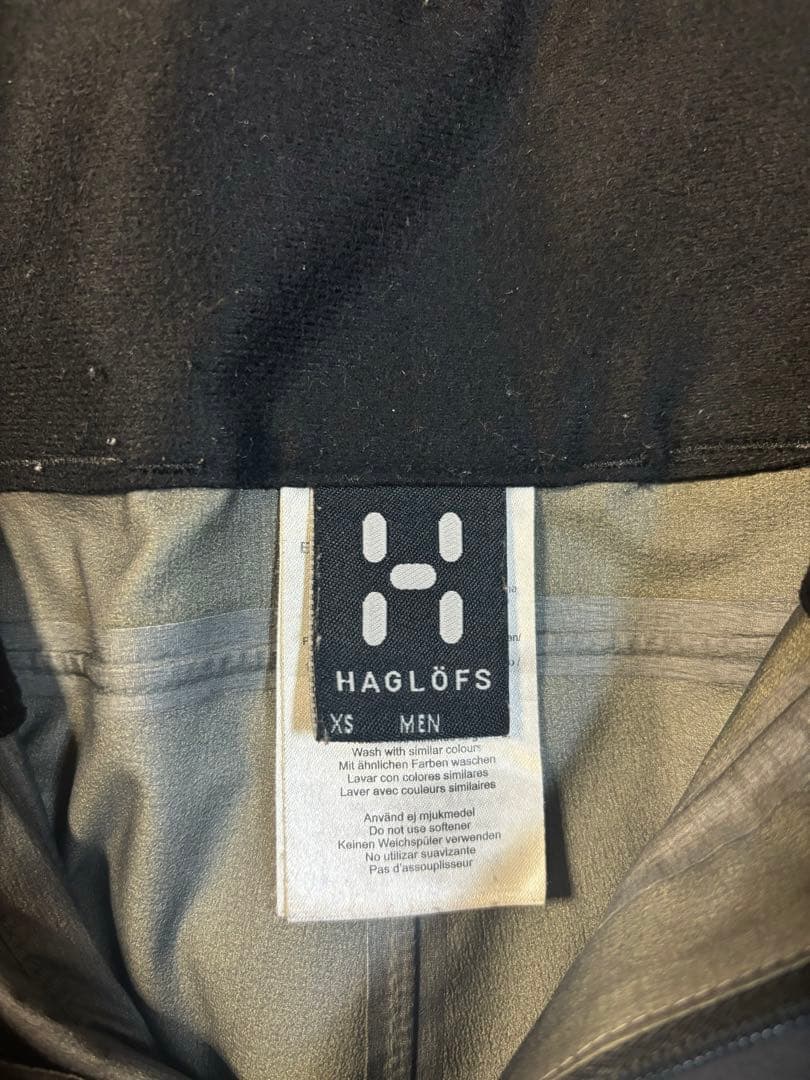 HAGLÖFS
XS MEN
Wash with similar colours
Mit ähnlichen Farben waschen
Lavar con colores similares
Laver avec couleurs similaires
Använd ej mjukmedel
Do not use softener
Keinen Weichspüler verwenden
No utilizar suavizante
Pas d'assouplisseur